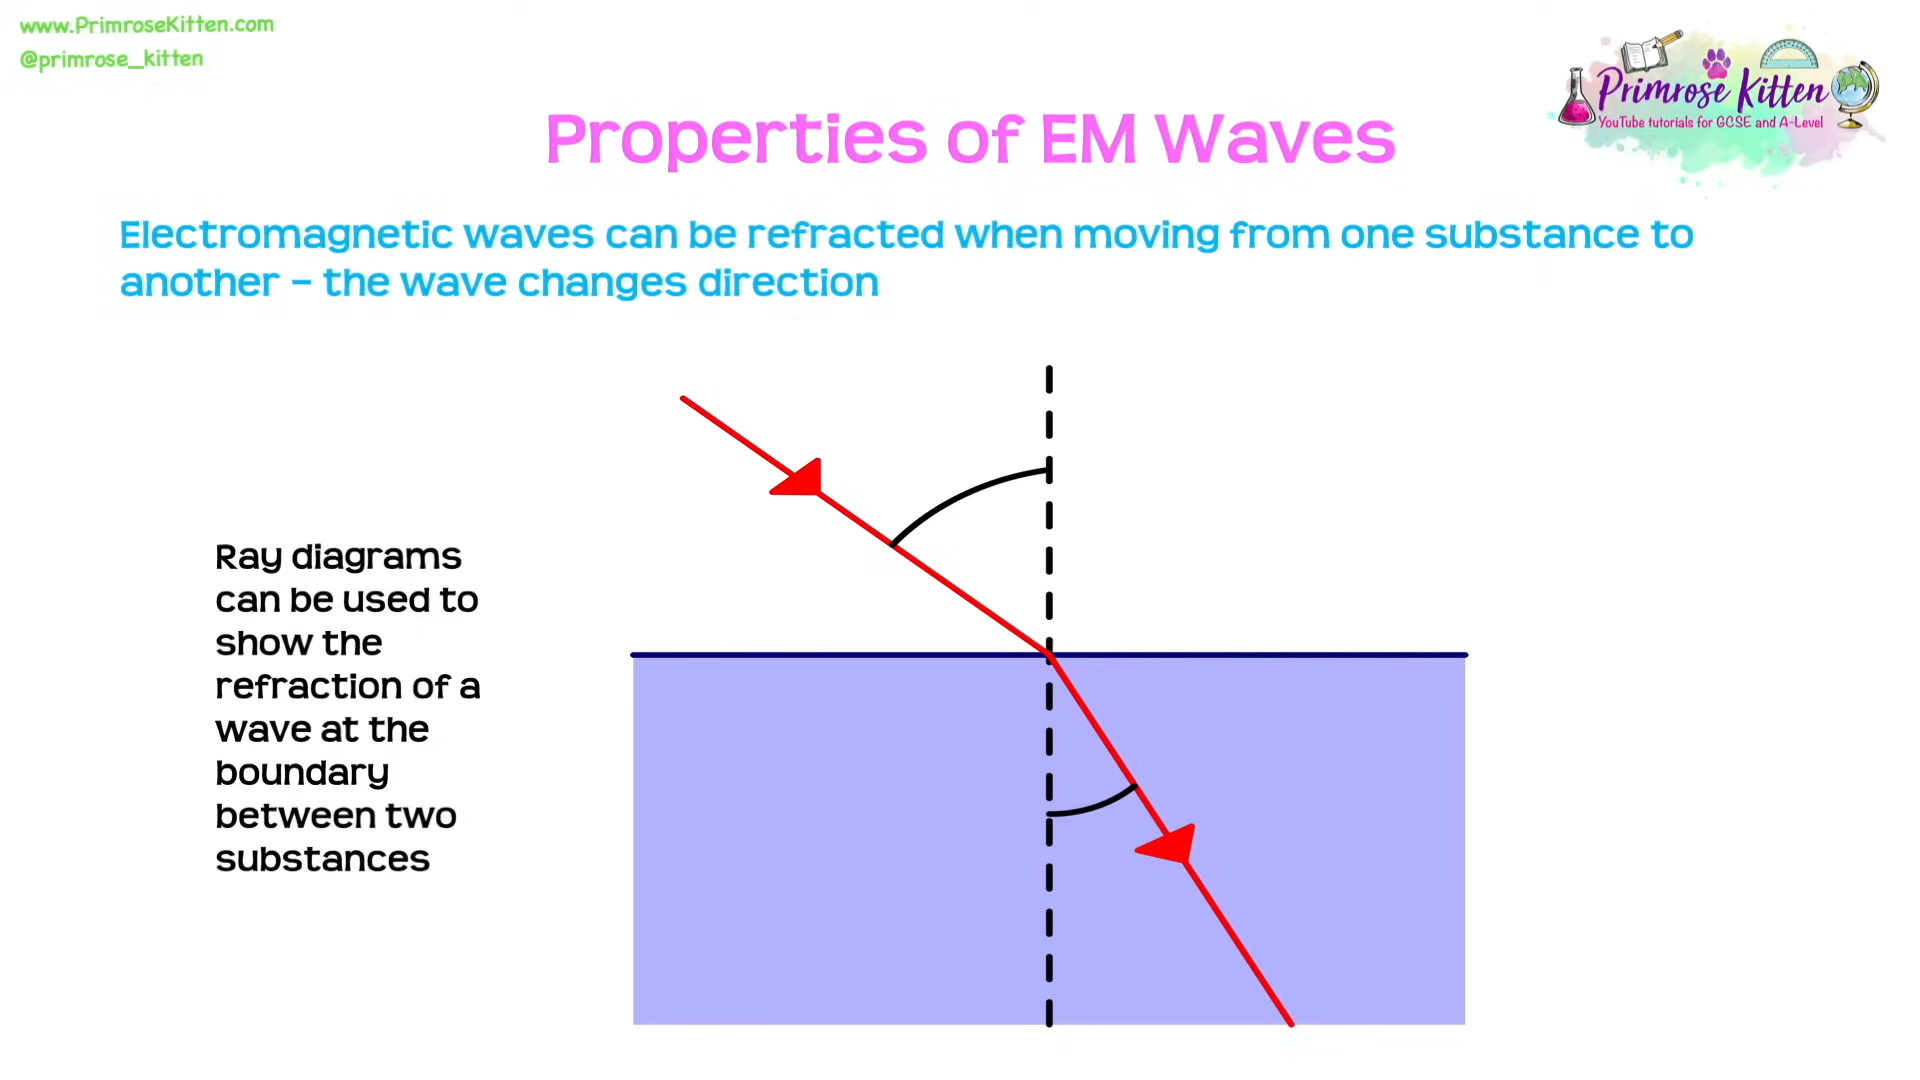 www.PrimroseKitten.com
@primrose_kitten
Primrose Kitten
YouTube tutorials for GCSE and A-Level
Properties of EM Waves
Electromagnetic waves can be refracted when moving from one substance to
another - the wave changes direction
Ray diagrams
can be used to
show the
refraction of a
wave at the
boundary
between two
substances